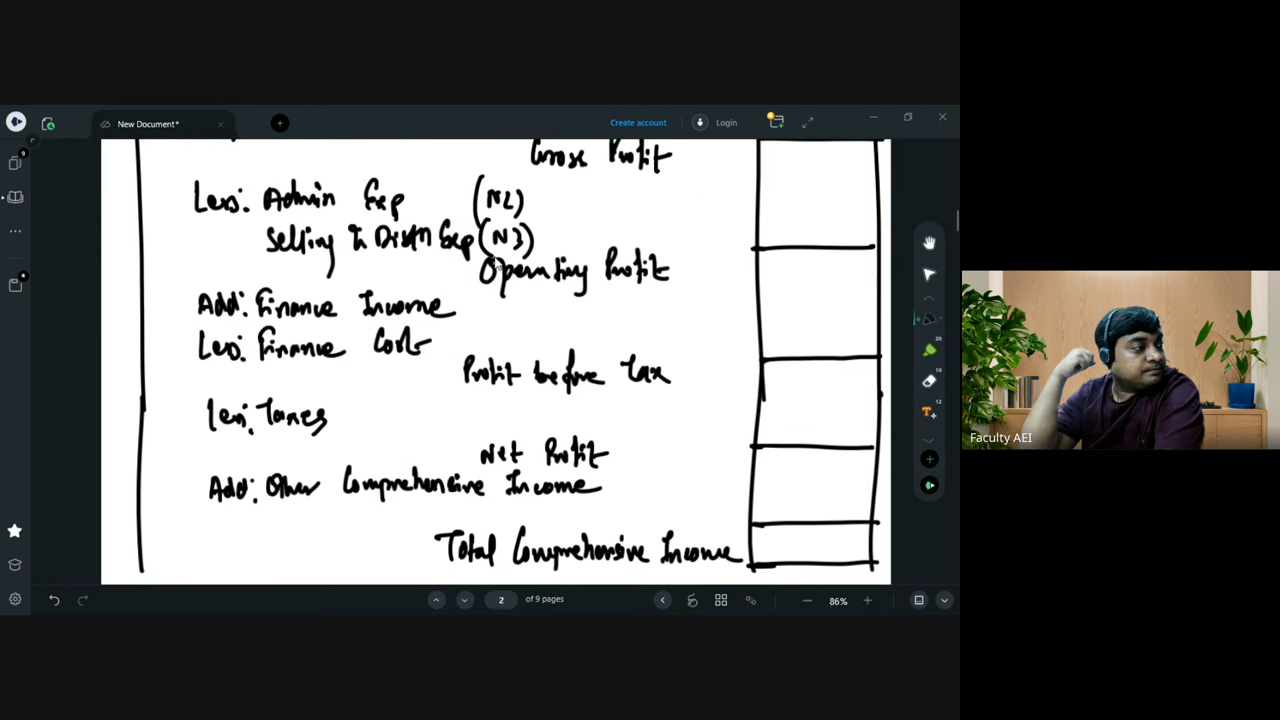 New Document*
Create account
Login
Gross Profit
Less: Admin Exp (N2)
Selling & Distn Exp (N3)
Operating Profit
Add: Finance Income
Less: Finance Cost
Profit before Tax
Less: Taxes
Net Profit
Add: Other Comprehensive Income
Total Comprehensive Income
Faculty AEI
2 of 9 pages
86%